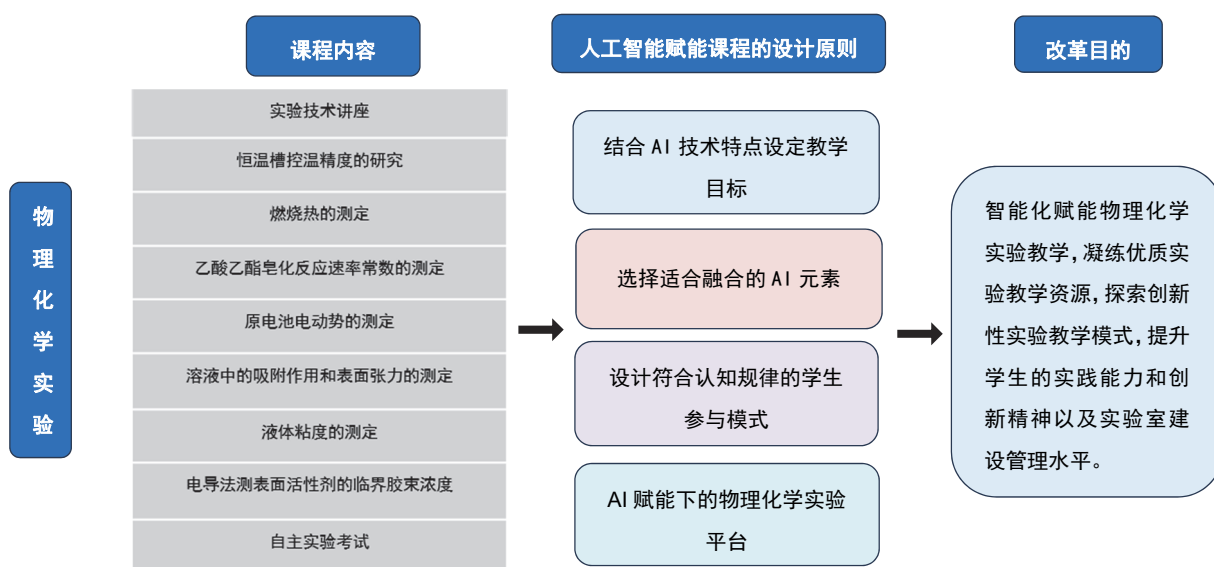 课程内容
人工智能赋能课程的设计原则
改革目的
物
理
化
学
实
验
实验技术讲座
恒温槽控温精度的研究
燃烧热的测定
乙酸乙酯皂化反应速率常数的测定
原电池电动势的测定
溶液中的吸附作用和表面张力的测定
液体粘度的测定
电导法测表面活性剂的临界胶束浓度
自主实验考试
结合 AI 技术特点设定教学
目标
选择适合融合的 AI 元素
设计符合认知规律的学生
参与模式
AI 赋能下的物理化学实验
平台
智能化赋能物理化学
实验教学，凝练优质实
验教学资源，探索创新
性实验教学模式，提升
学生的实践能力和创
新精神以及实验室建
设管理水平。